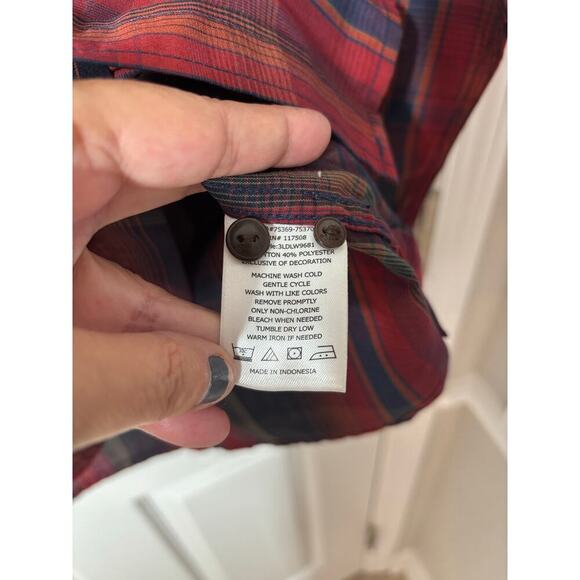 #75369-75370
117508
3LDLW9681
COTTON 40% POLYESTER
EXCLUSIVE OF DECORATION
MACHINE WASH COLD
GENTLE CYCLE
WASH WITH LIKE COLORS
REMOVE PROMPTLY
ONLY NON-CHLORINE
BLEACH WHEN NEEDED
TUMBLE DRY LOW
WARM IRON IF NEEDED
MADE IN INDONESIA